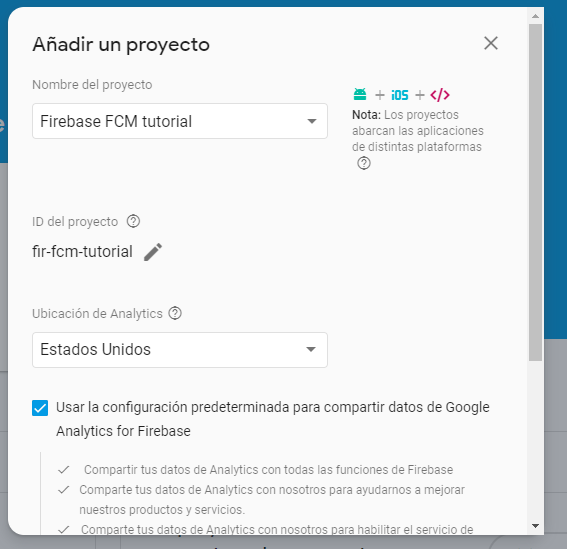 Añadir un proyecto
Nombre del proyecto
Firebase FCM tutorial
iOS </>
Nota: Los proyectos
abarcan las aplicaciones
de distintas plataformas
ID del proyecto
fir-fcm-tutorial
Ubicación de Analytics
Estados Unidos
Usar la configuración predeterminada para compartir datos de Google
Analytics for Firebase
Compartir tus datos de Analytics con todas las funciones de Firebase
Comparte tus datos de Analytics con nosotros para ayudarnos a mejorar
nuestros productos y servicios.
Comparte tus datos de Analytics con nosotros para habilitar el servicio de